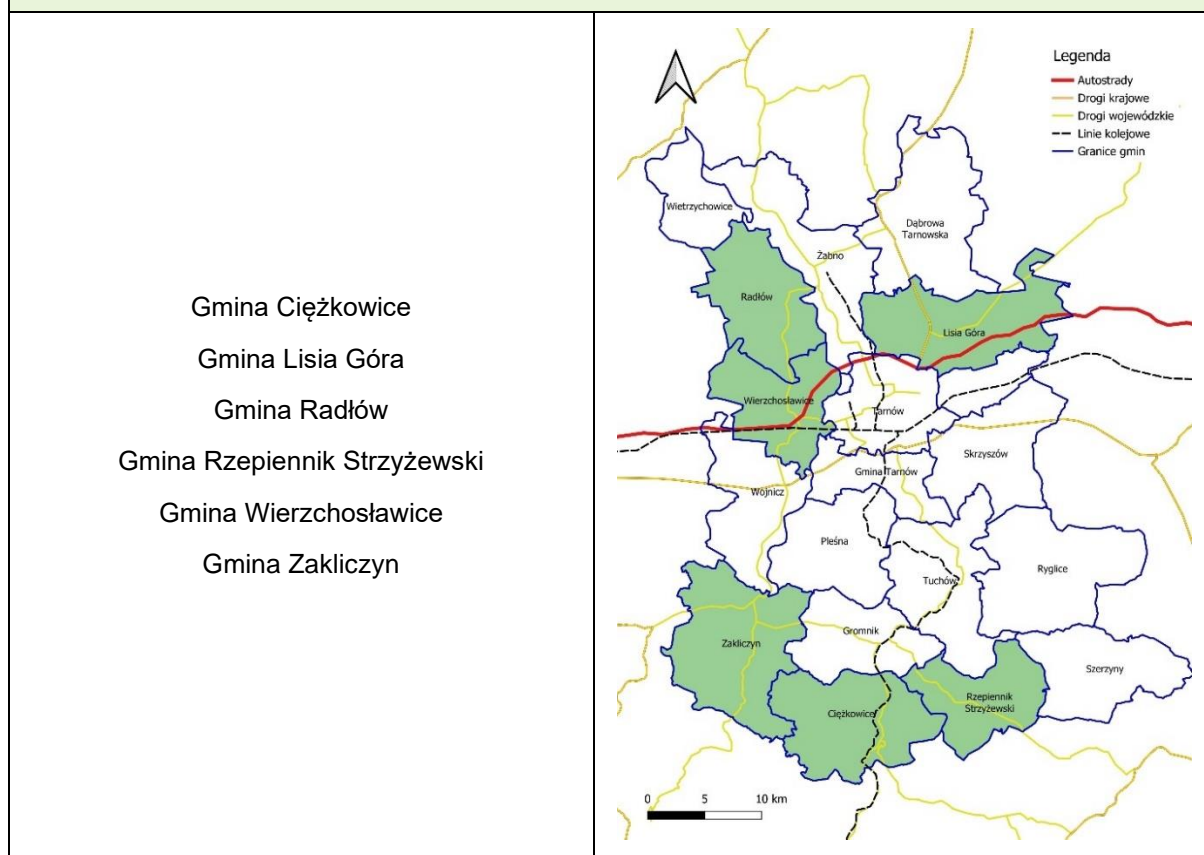 Gmina Ciężkowice
Gmina Lisia Góra
Gmina Radłów
Gmina Rzepiennik Strzyżewski
Gmina Wierzchosławice
Gmina Zakliczyn
Legenda
Autostrady
Drogi krajowe
Drogi wojewódzkie
Linie kolejowe
Granice gmin
Wietrzychowice
Dąbrowa
Tarnowska
Żabno
Radłów
Lisia Góra
Wierzchosławice
Tarnów
Skrzyszów
Gmina Tarnów
Wojnicz
Pleśna
Ryglice
Tuchów
Gromnik
Zakliczyn
Szerzyny
Rzepiennik
Strzyżewski
Ciężkowice
0 5 10 km